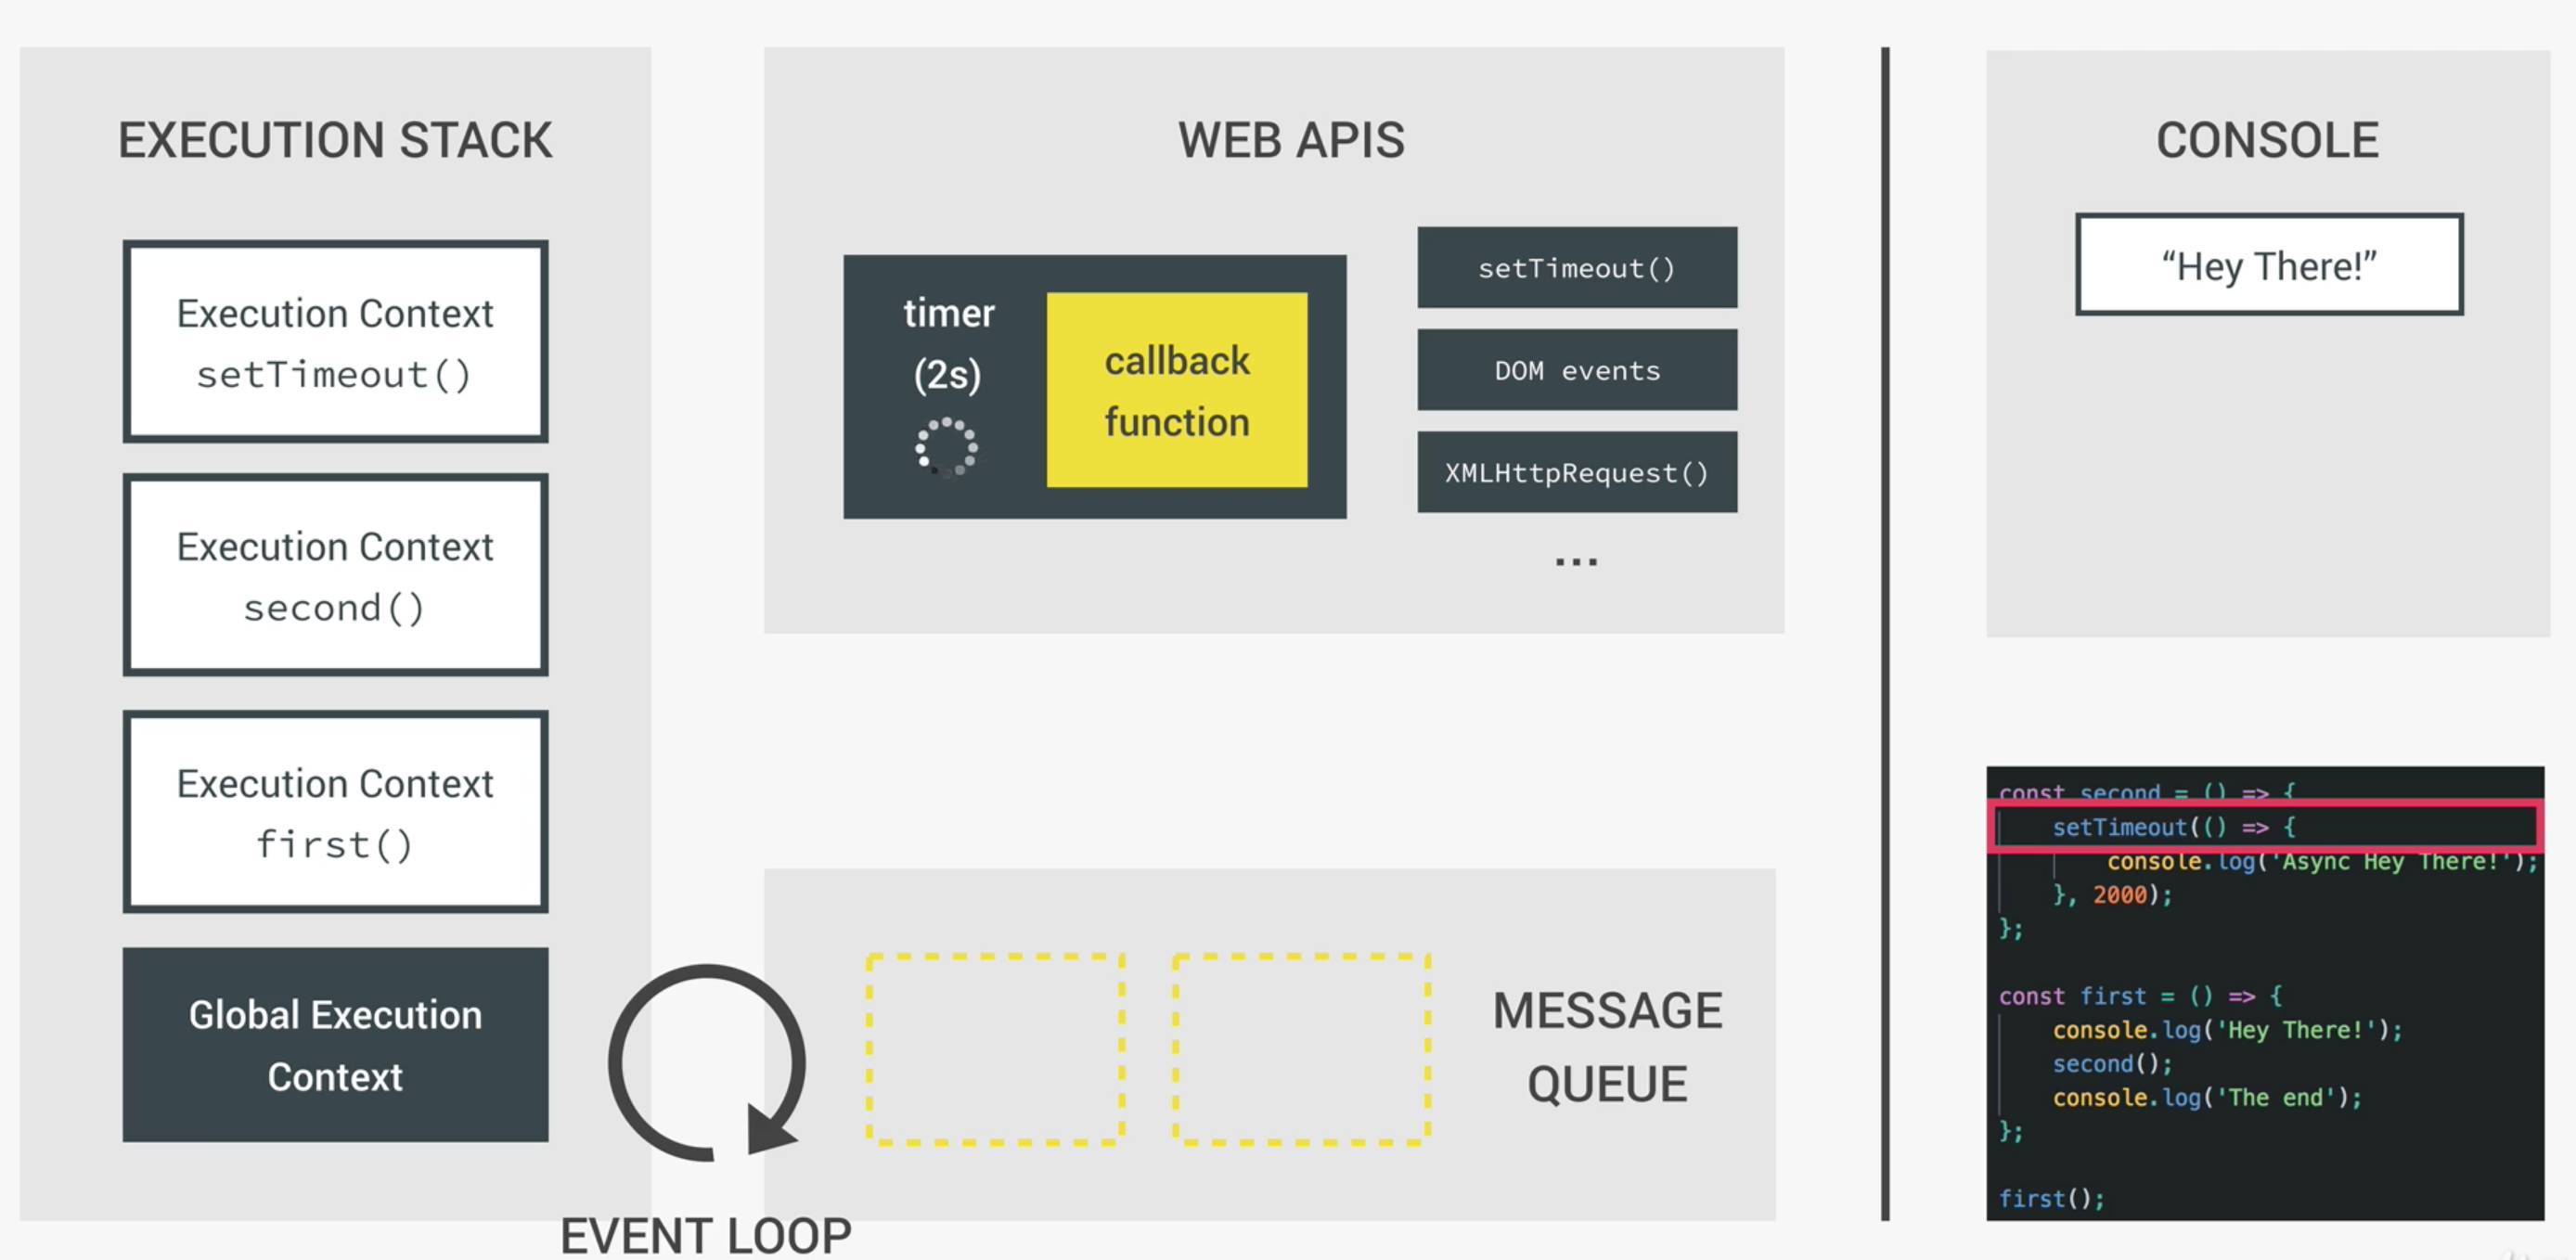 EXECUTION STACK
Execution Context
setTimeout()
Execution Context
second()
Execution Context
first()
Global Execution
Context
EVENT LOOP
WEB APIS
timer
(2s)
callback
function
setTimeout()
DOM events
XMLHttpRequest()
...
MESSAGE
QUEUE
CONSOLE
“Hey There!”
const second = () => {
setTimeout(() => {
console.log('Async Hey There!');
}, 2000);
};
const first = () => {
console.log('Hey There!');
second();
console.log('The end');
};
first();